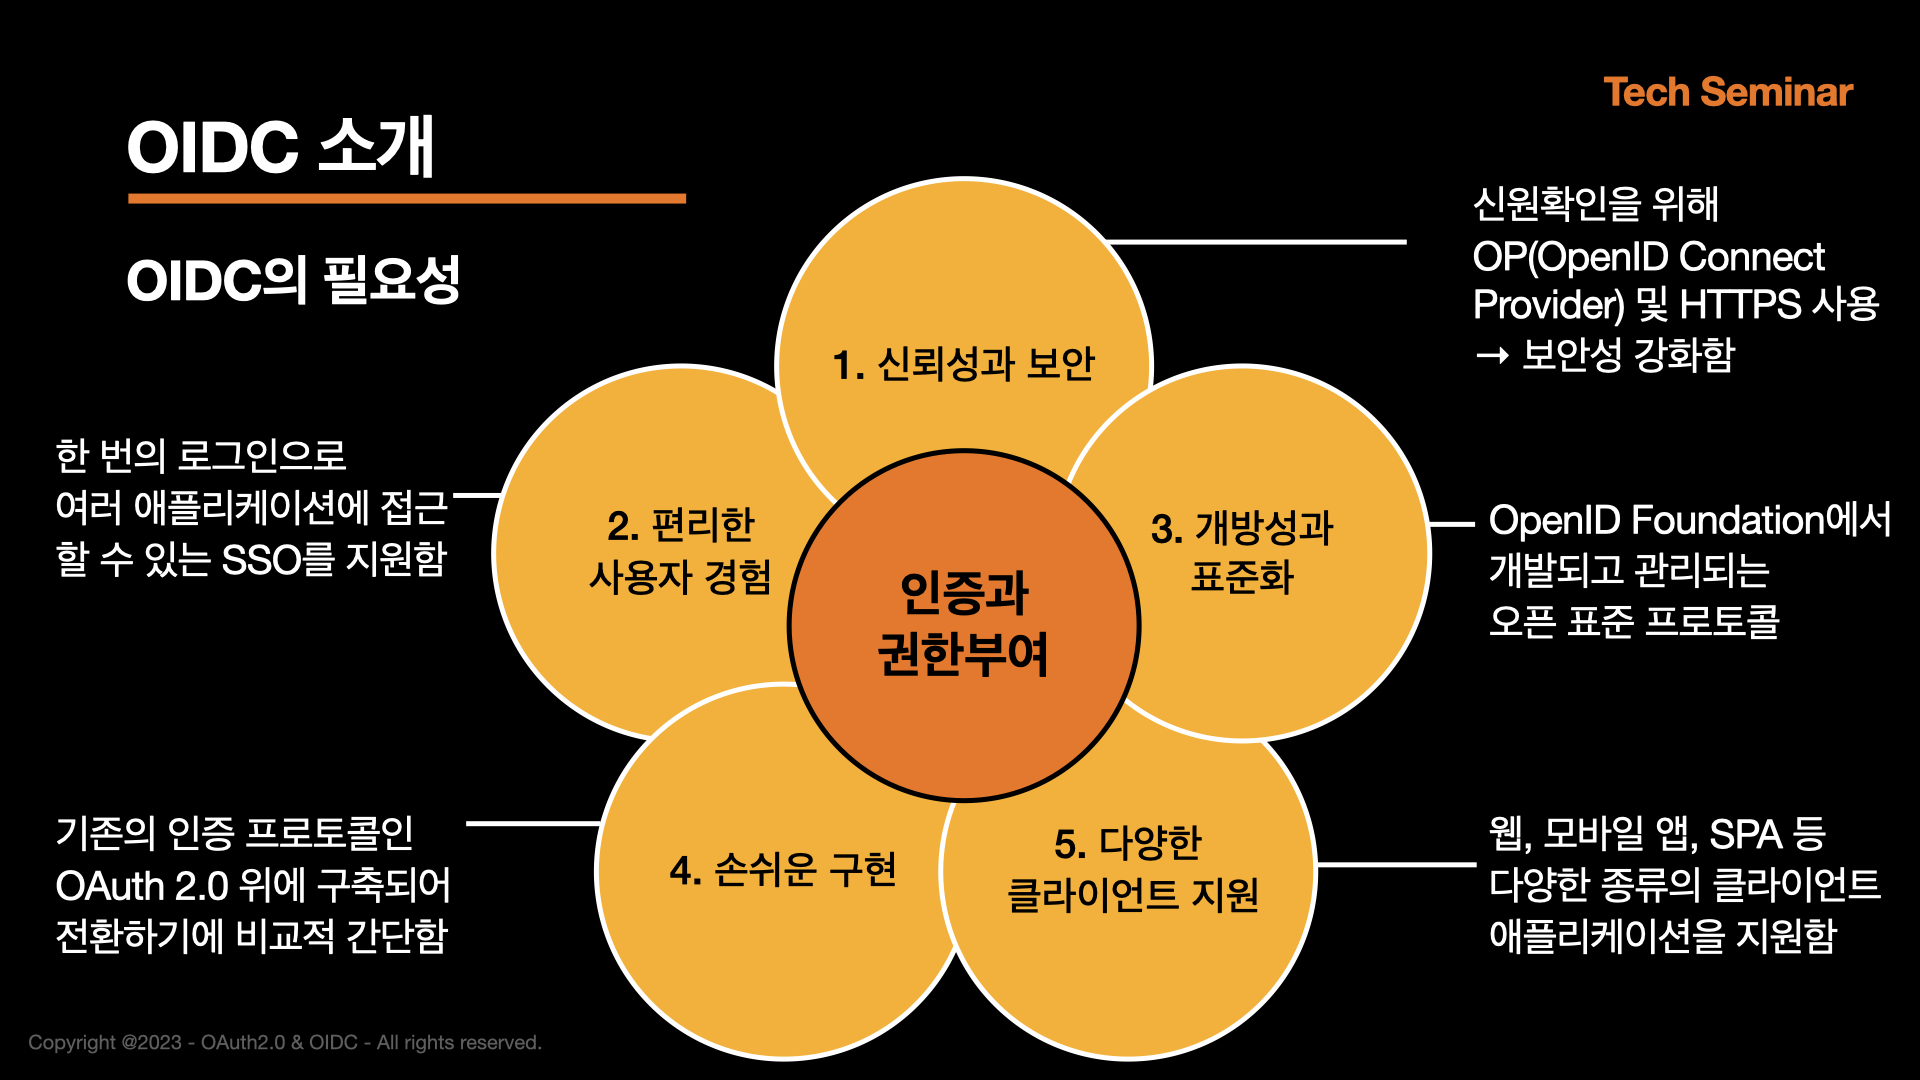 Tech Seminar
OIDC 소개
OIDC의 필요성
신원확인을 위해
OP(OpenID Connect
Provider) 및 HTTPS 사용
→ 보안성 강화함
1. 신뢰성과 보안
한 번의 로그인으로
여러 애플리케이션에 접근
할 수 있는 SSO를 지원함
2. 편리한
사용자 경험
3. 개방성과
표준화
OpenID Foundation에서
개발되고 관리되는
오픈 표준 프로토콜
인증과
권한부여
기존의 인증 프로토콜인
OAuth 2.0 위에 구축되어
전환하기에 비교적 간단함
4. 손쉬운 구현
5. 다양한
클라이언트 지원
웹, 모바일 앱, SPA 등
다양한 종류의 클라이언트
애플리케이션을 지원함
Copyright @2023 - OAuth2.0 & OIDC - All rights reserved.